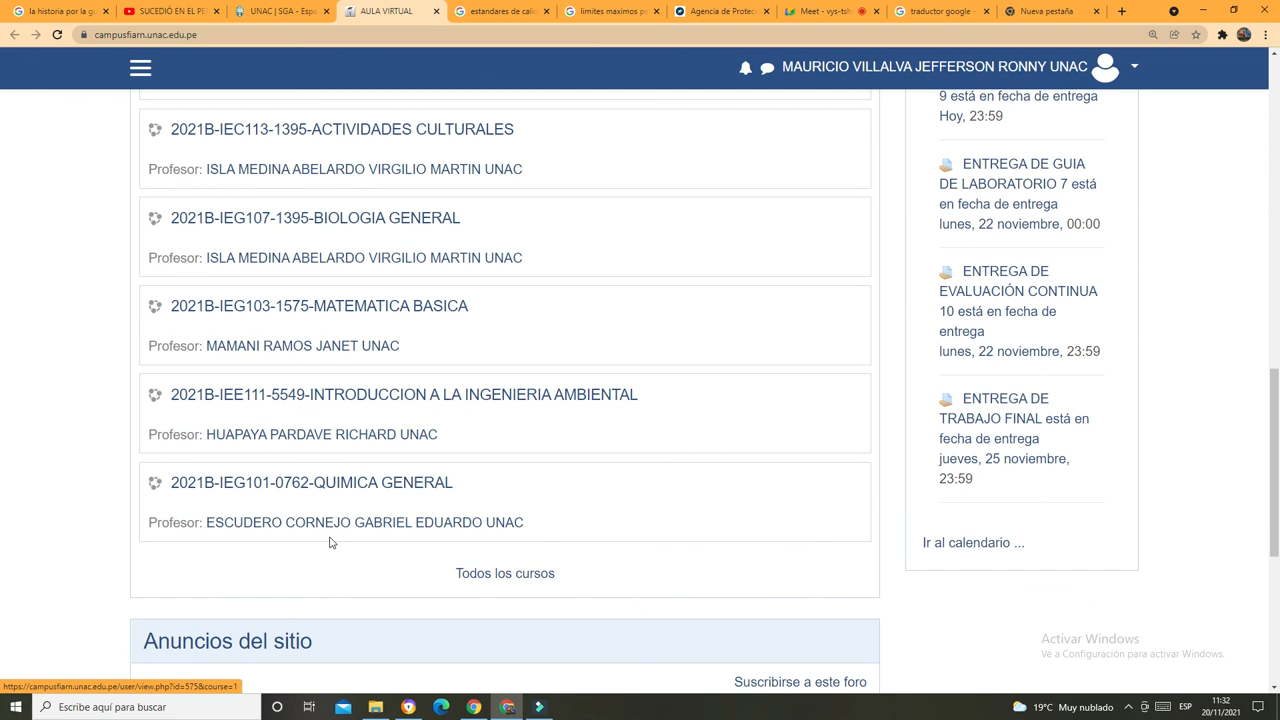 la historia por la g
SUCEDIÓ EN EL PE
UNAC | SGA - Es
AULA VIRTUAL
estandares de cali
limites maximos p
Agencia de Prote
Meet - vys-ts
traductor google -
Nueva pestaña
campusfiarn.unac.edu.pe
MAURICIO VILLALVA JEFFERSON RONNY UNAC
2021B-IEC113-1395-ACTIVIDADES CULTURALES
Profesor: ISLA MEDINA ABELARDO VIRGILIO MARTIN UNAC
2021B-IEG107-1395-BIOLOGIA GENERAL
Profesor: ISLA MEDINA ABELARDO VIRGILIO MARTIN UNAC
2021B-IEG103-1575-MATEMATICA BASICA
Profesor: MAMANI RAMOS JANET UNAC
2021B-IEE111-5549-INTRODUCCION A LA INGENIERIA AMBIENTAL
Profesor: HUAPAYA PARDAVE RICHARD UNAC
2021B-IEG101-0762-QUIMICA GENERAL
Profesor: ESCUDERO CORNEJO GABRIEL EDUARDO UNAC
Todos los cursos
Anuncios del sitio
Suscribirse a este foro
9 está en fecha de entrega
Hoy, 23:59
ENTREGA DE GUIA
DE LABORATORIO 7 está
en fecha de entrega
lunes, 22 noviembre, 00:00
ENTREGA DE
EVALUACIÓN CONTINUA
10 está en fecha de
entrega
lunes, 22 noviembre, 23:59
ENTREGA DE
TRABAJO FINAL está en
fecha de entrega
jueves, 25 noviembre,
23:59
Ir al calendario ...
Activar Windows
Ve a Configuración para activar Windows.
https://campusfiarn.unac.edu.pe/user/view.php?id=575&course=1
Escribe aquí para buscar
19°C Muy nublado
ESP
11:32
20/11/2021